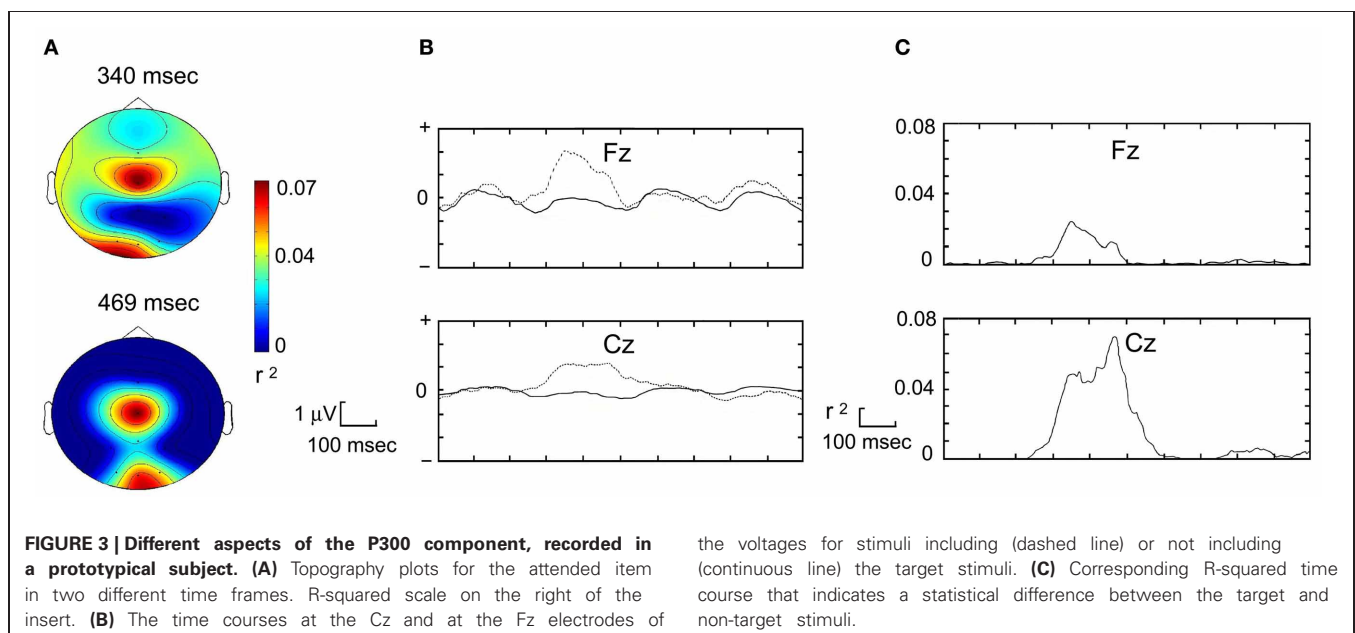 A
B
C
340 msec
0.07
0.04
0
r 2
469 msec
+
Fz
0
–
+
Cz
0
–
1 μV
100 msec
0.08
Fz
0.04
0
0.08
Cz
0.04
0
r 2
100 msec
FIGURE 3 | Different aspects of the P300 component, recorded in
a prototypical subject. (A) Topography plots for the attended item
in two different time frames. R-squared scale on the right of the
insert. (B) The time courses at the Cz and at the Fz electrodes of
the voltages for stimuli including (dashed line) or not including
(continuous line) the target stimuli. (C) Corresponding R-squared time
course that indicates a statistical difference between the target and
non-target stimuli.